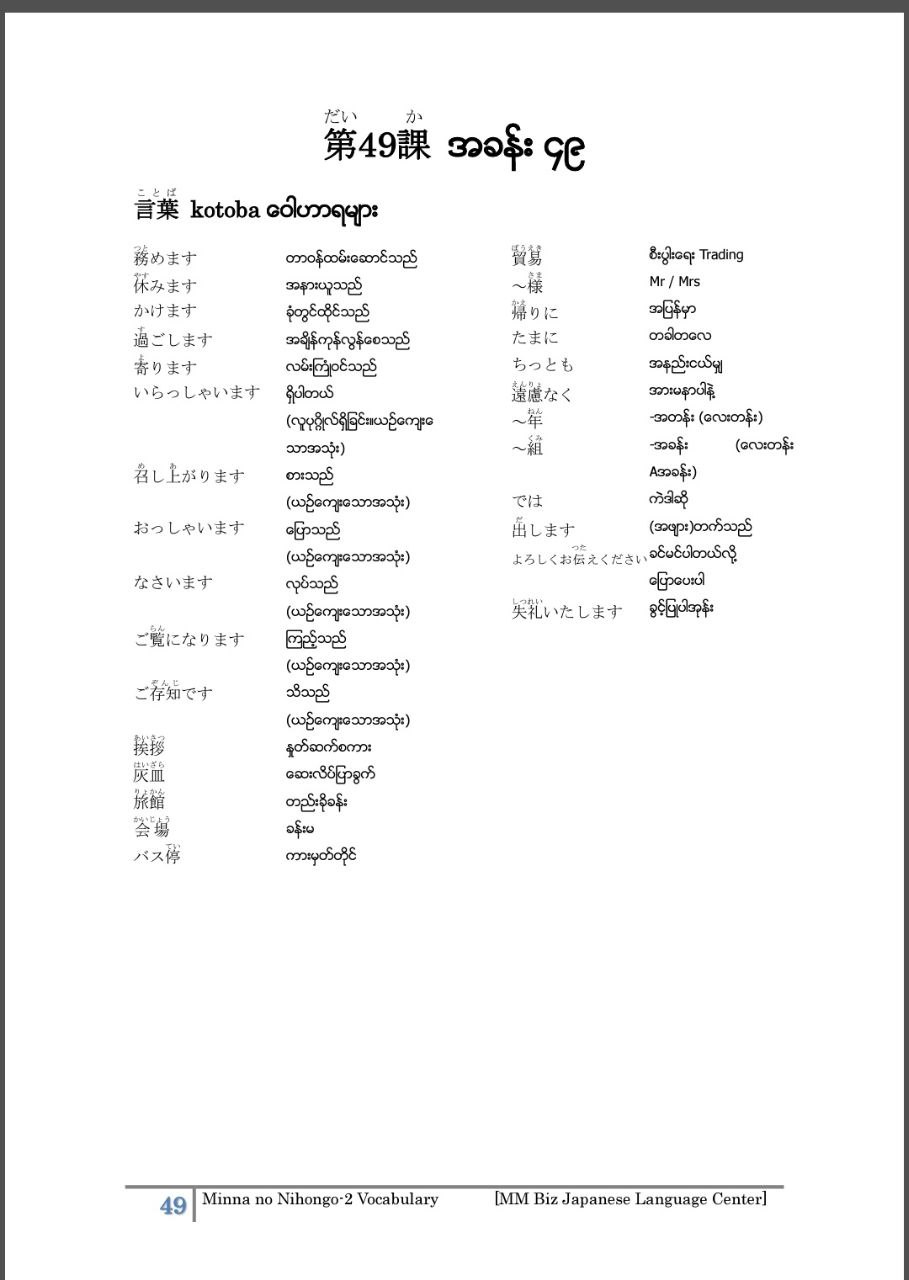 だい か
第49課 အခန်း ၄၉
ことば
言葉 kotoba ဝေါဟာရများ
務めます တာဝန်ထမ်းဆောင်သည်
つと
休みます အနားယူသည်
やす
かけます ခုံတွင်ထိုင်သည်
過ごします အချိန်ကုန်လွန်စေသည်
す
寄ります လမ်းကြုံဝင်သည်
よ
いらっしゃいます ရှိပါတယ်
(လူပုဂ္ဂိုလ်ရှိခြင်း။ယဉ်ကျေးေ
သာအသုံး)
召し上がります စားသည်
め あ
(ယဉ်ကျေးသောအသုံး)
おっしゃいます ပြောသည်
(ယဉ်ကျေးသောအသုံး)
なさいます လုပ်သည်
(ယဉ်ကျေးသောအသုံး)
ご覧になります ကြည့်သည်
らん
(ယဉ်ကျေးသောအသုံး)
ご存知です သိသည်
ぞんじ
(ယဉ်ကျေးသောအသုံး)
挨拶 နှုတ်ဆက်စကား
あいさつ
灰皿 ဆေးလိပ်ပြာခွက်
はいざら
旅館 တည်းခိုခန်း
りょかん
会場 ခန်းမ
かいじょう
バス停 ကားမှတ်တိုင်
てい
貿易 စီးပွါးရေး Trading
ぼうえき
～様 Mr / Mrs
さま
帰りに အပြန်မှာ
かえ
たまに တခါတလေ
ちっとも အနည်းငယ်မျှ
遠慮なく အားမနာပါနဲ့
えんりょ
～年 -အတန်း (လေးတန်း)
ねん
～組 -အခန်း (လေးတန်း
くみ
Aအခန်း)
では ကဲဒါဆို
出します (အဖျား)တက်သည်
だ
よろしくお伝えください ခင်မင်ပါတယ်လို့
つた
ပြောပေးပါ
失礼いたします ခွင့်ပြုပါအုန်း
しつれい
49 Minna no Nihongo-2 Vocabulary [MM Biz Japanese Language Center]